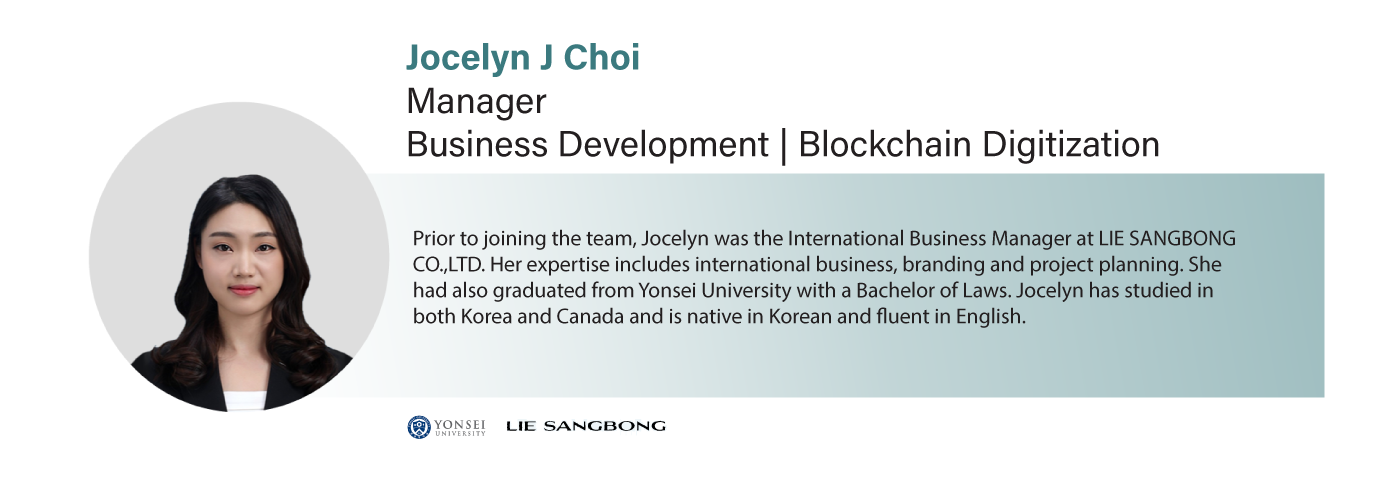 Jocelyn J Choi
Manager
Business Development | Blockchain Digitization
Prior to joining the team, Jocelyn was the International Business Manager at LIE SANGBONG
CO.,LTD. Her expertise includes international business, branding and project planning. She
had also graduated from Yonsei University with a Bachelor of Laws. Jocelyn has studied in
both Korea and Canada and is native in Korean and fluent in English.
YONSEI
UNIVERSITY
LIE SANGBONG